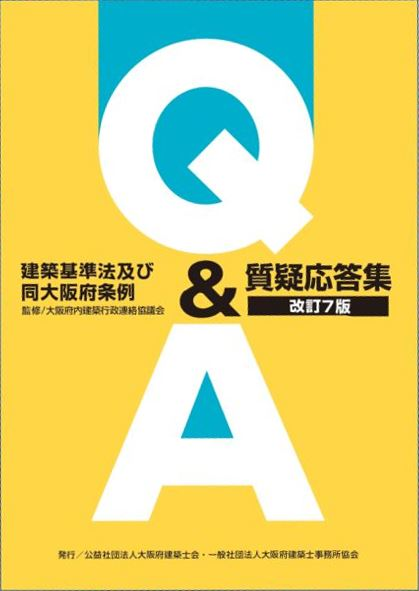 Q
建築基準法及び
同大阪府条例
監修/大阪府内建築行政連絡協議会
&
質疑応答集
改訂7版
A
発行／公益社団法人大阪府建築士会・一般社団法人大阪府建築士事務所協会